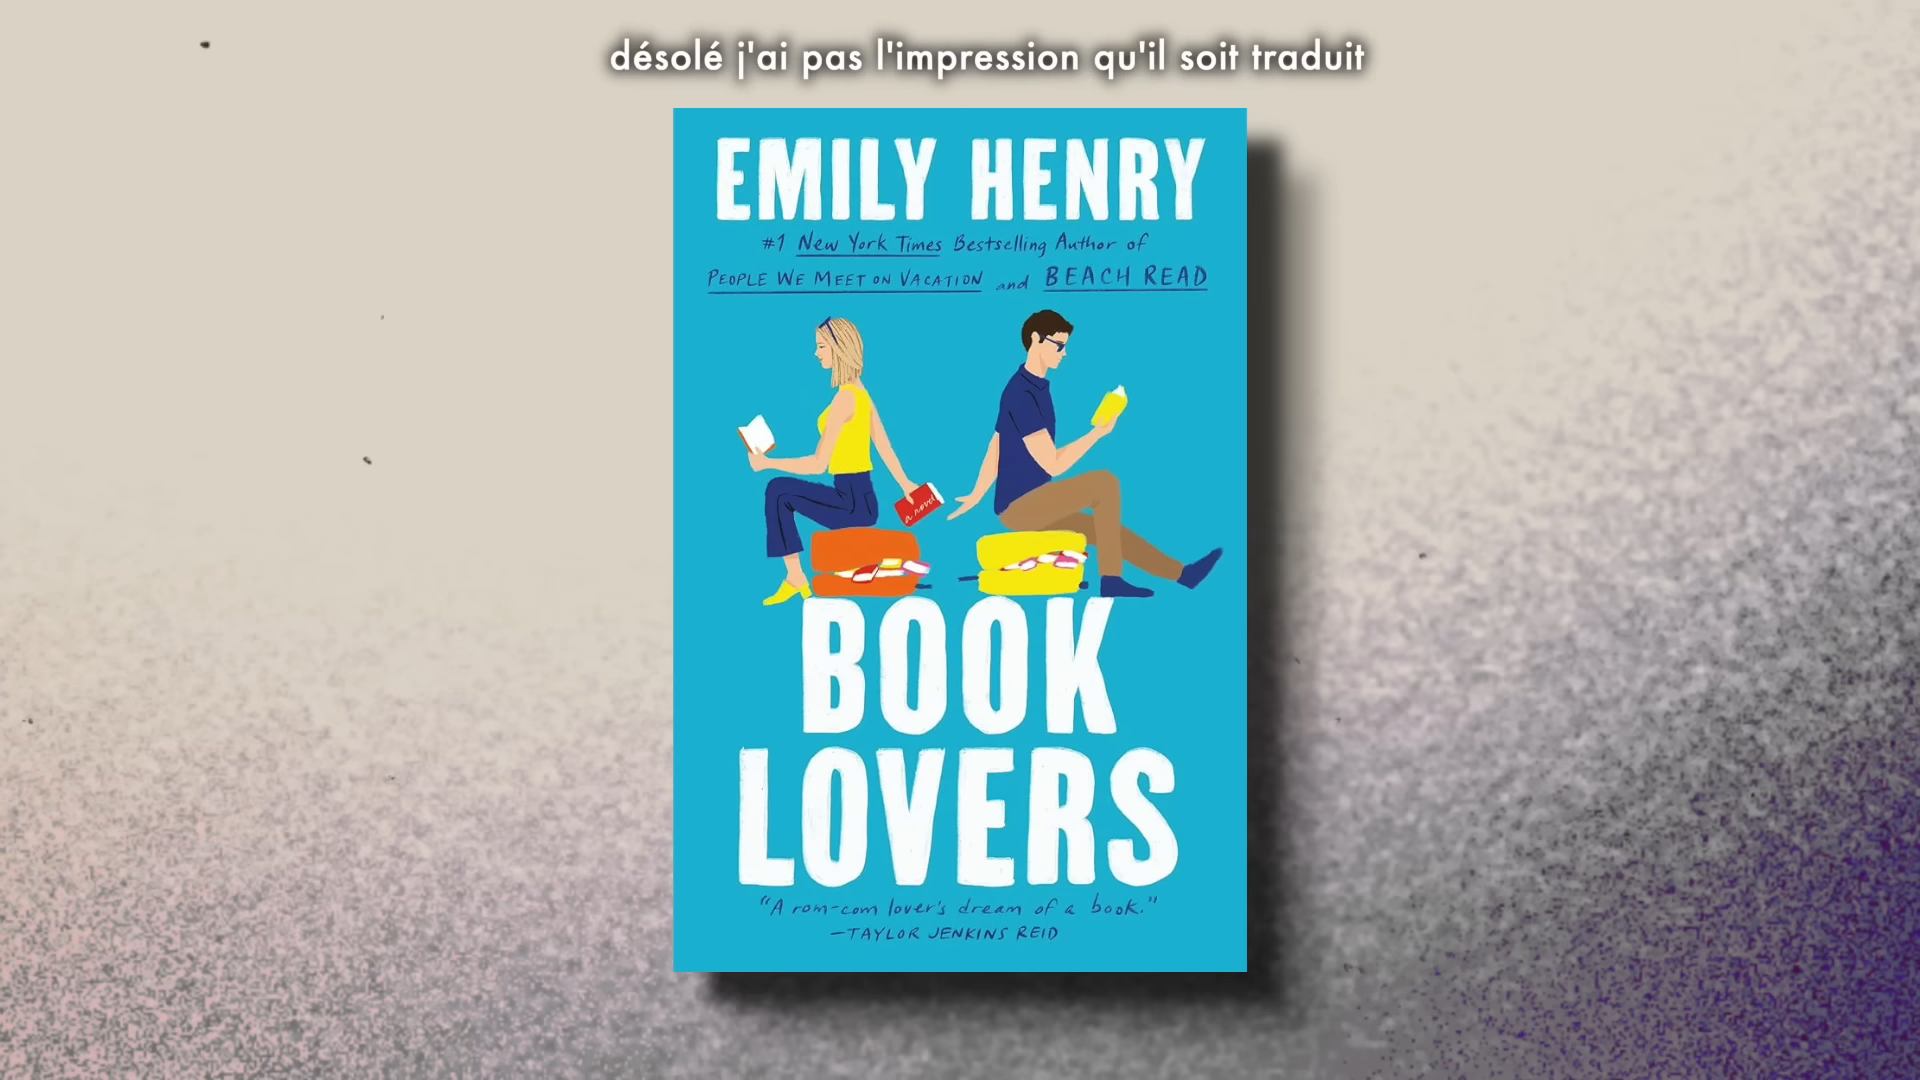 désolé j'ai pas l'impression qu'il soit traduit
EMILY HENRY
#1 New York Times Bestselling Author of
PEOPLE WE MEET ON VACATION and BEACH READ
a novel
BOOK
LOVERS
"A rom-com lover's dream of a book."
—TAYLOR JENKINS REID